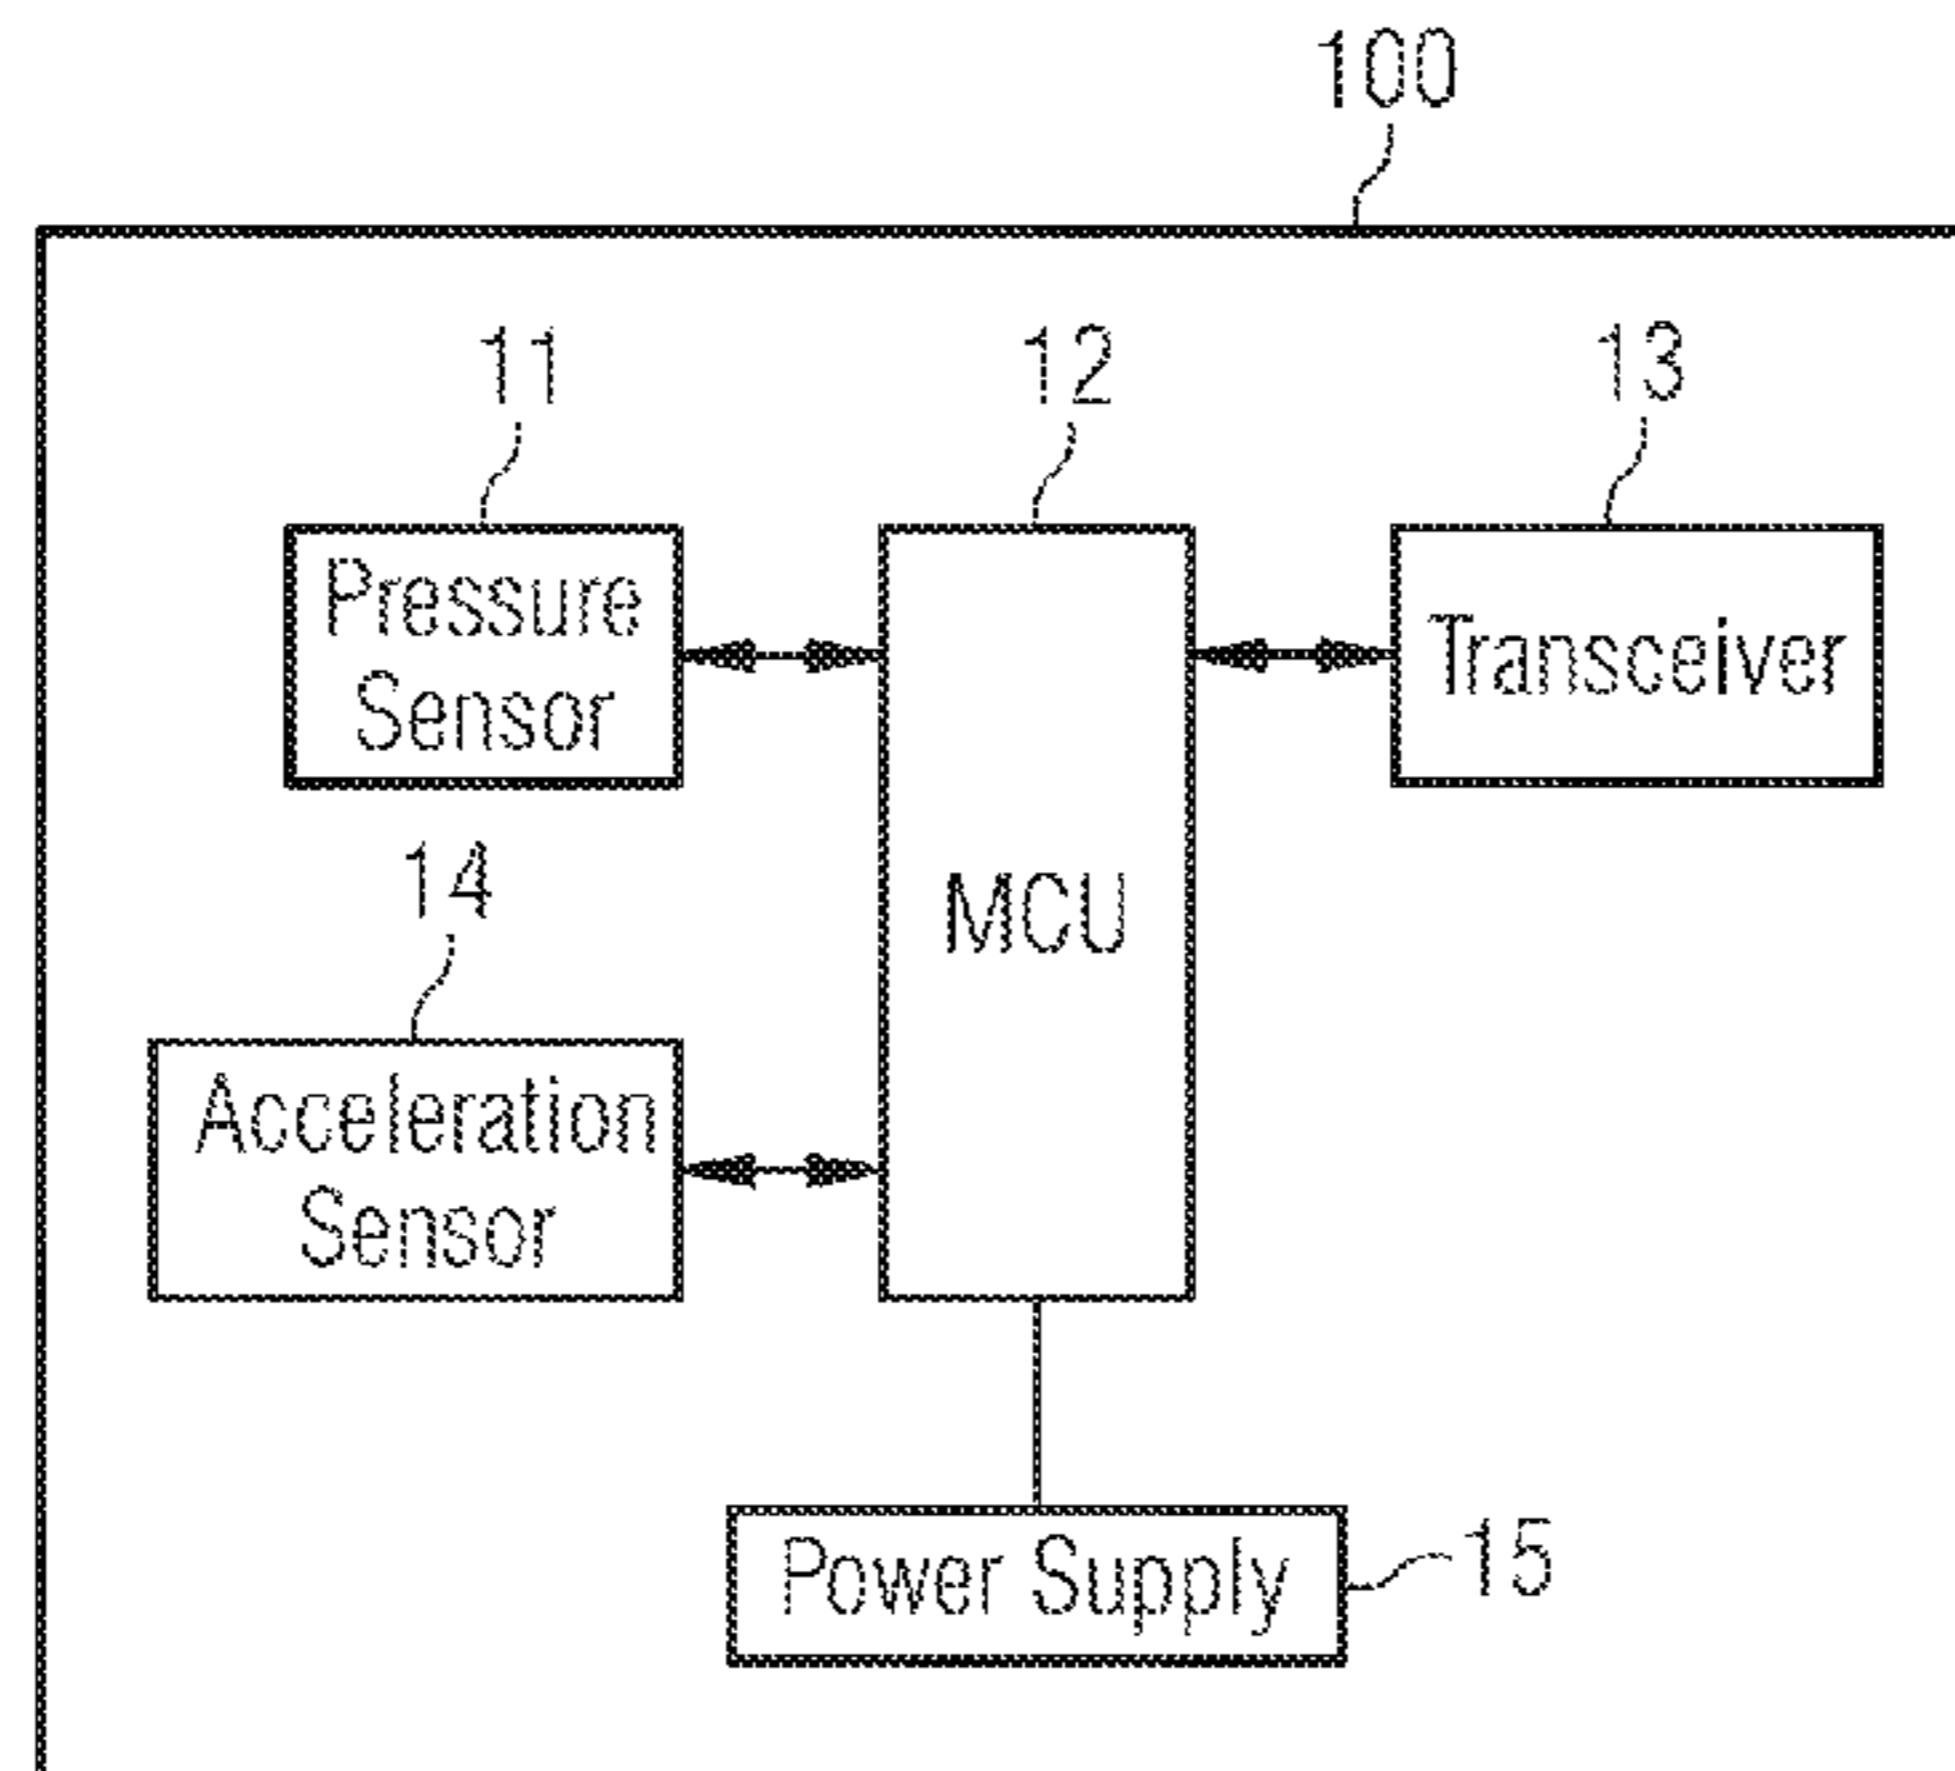 100
11
12
13
Pressure
Sensor
Transceiver
MCU
14
Acceleration
Sensor
Power Supply
15